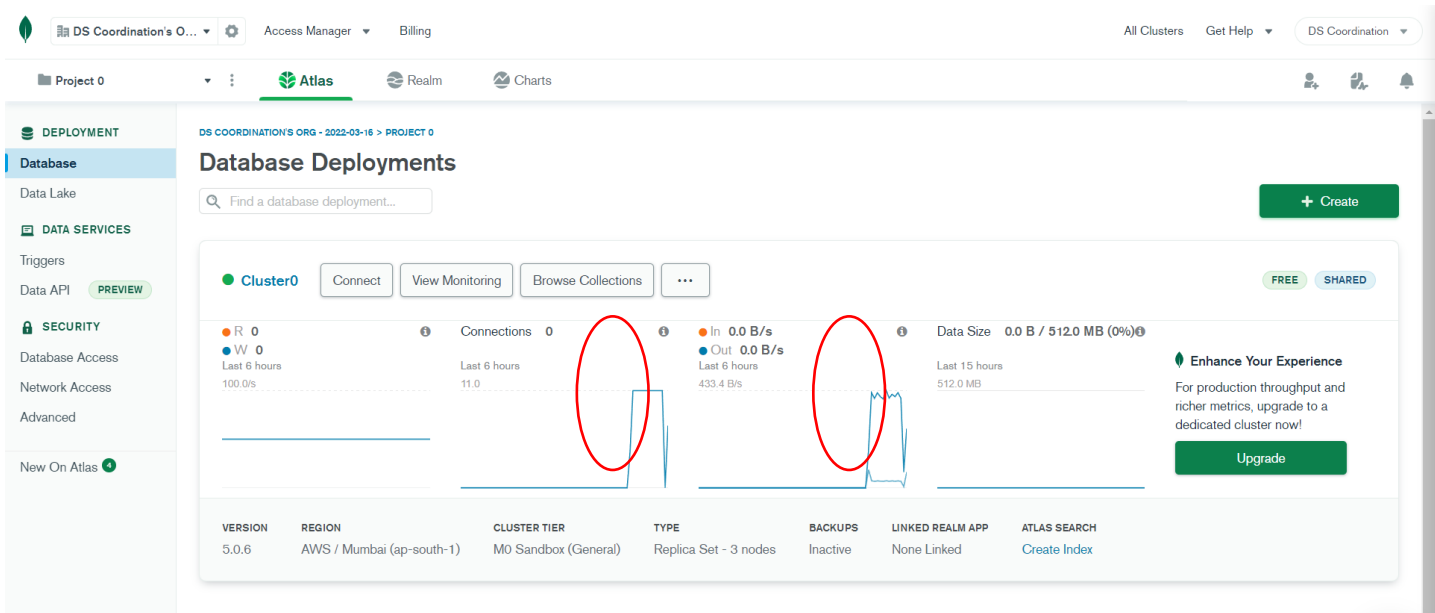 DS Coordination's O...
Access Manager
Billing
All Clusters
Get Help
DS Coordination
Project 0
Atlas
Realm
Charts
DEPLOYMENT
Database
Data Lake
DATA SERVICES
Triggers
Data API PREVIEW
SECURITY
Database Access
Network Access
Advanced
New On Atlas 4
DS COORDINATION'S ORG - 2022-03-16 > PROJECT 0
Database Deployments
Find a database deployment...
+ Create
Cluster0
Connect
View Monitoring
Browse Collections
...
FREE
SHARED
R 0
W 0
Last 6 hours
100.0/s
Connections 0
Last 6 hours
11.0
In 0.0 B/s
Out 0.0 B/s
Last 6 hours
433.4 B/s
Data Size 0.0 B / 512.0 MB (0%)
Last 15 hours
512.0 MB
Enhance Your Experience
For production throughput and
richer metrics, upgrade to a
dedicated cluster now!
Upgrade
VERSION
5.0.6
REGION
AWS / Mumbai (ap-south-1)
CLUSTER TIER
M0 Sandbox (General)
TYPE
Replica Set - 3 nodes
BACKUPS
Inactive
LINKED REALM APP
None Linked
ATLAS SEARCH
Create Index